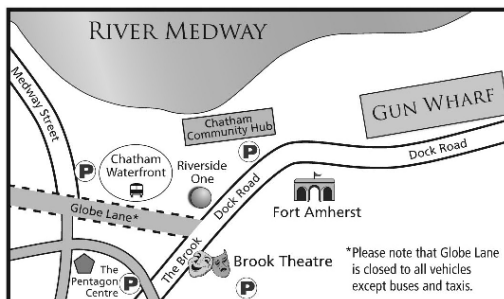 RIVER MEDWAY
Medway Street
GUN WHARF
Chatham
Community Hub
P
Dock Road
P
Chatham
Waterfront
Riverside
One
Dock Road
Globe Lane*
Fort Amherst
The Brook
Brook Theatre
The
Pentagon
Centre
P
P
*Please note that Globe Lane
is closed to all vehicles
except buses and taxis.